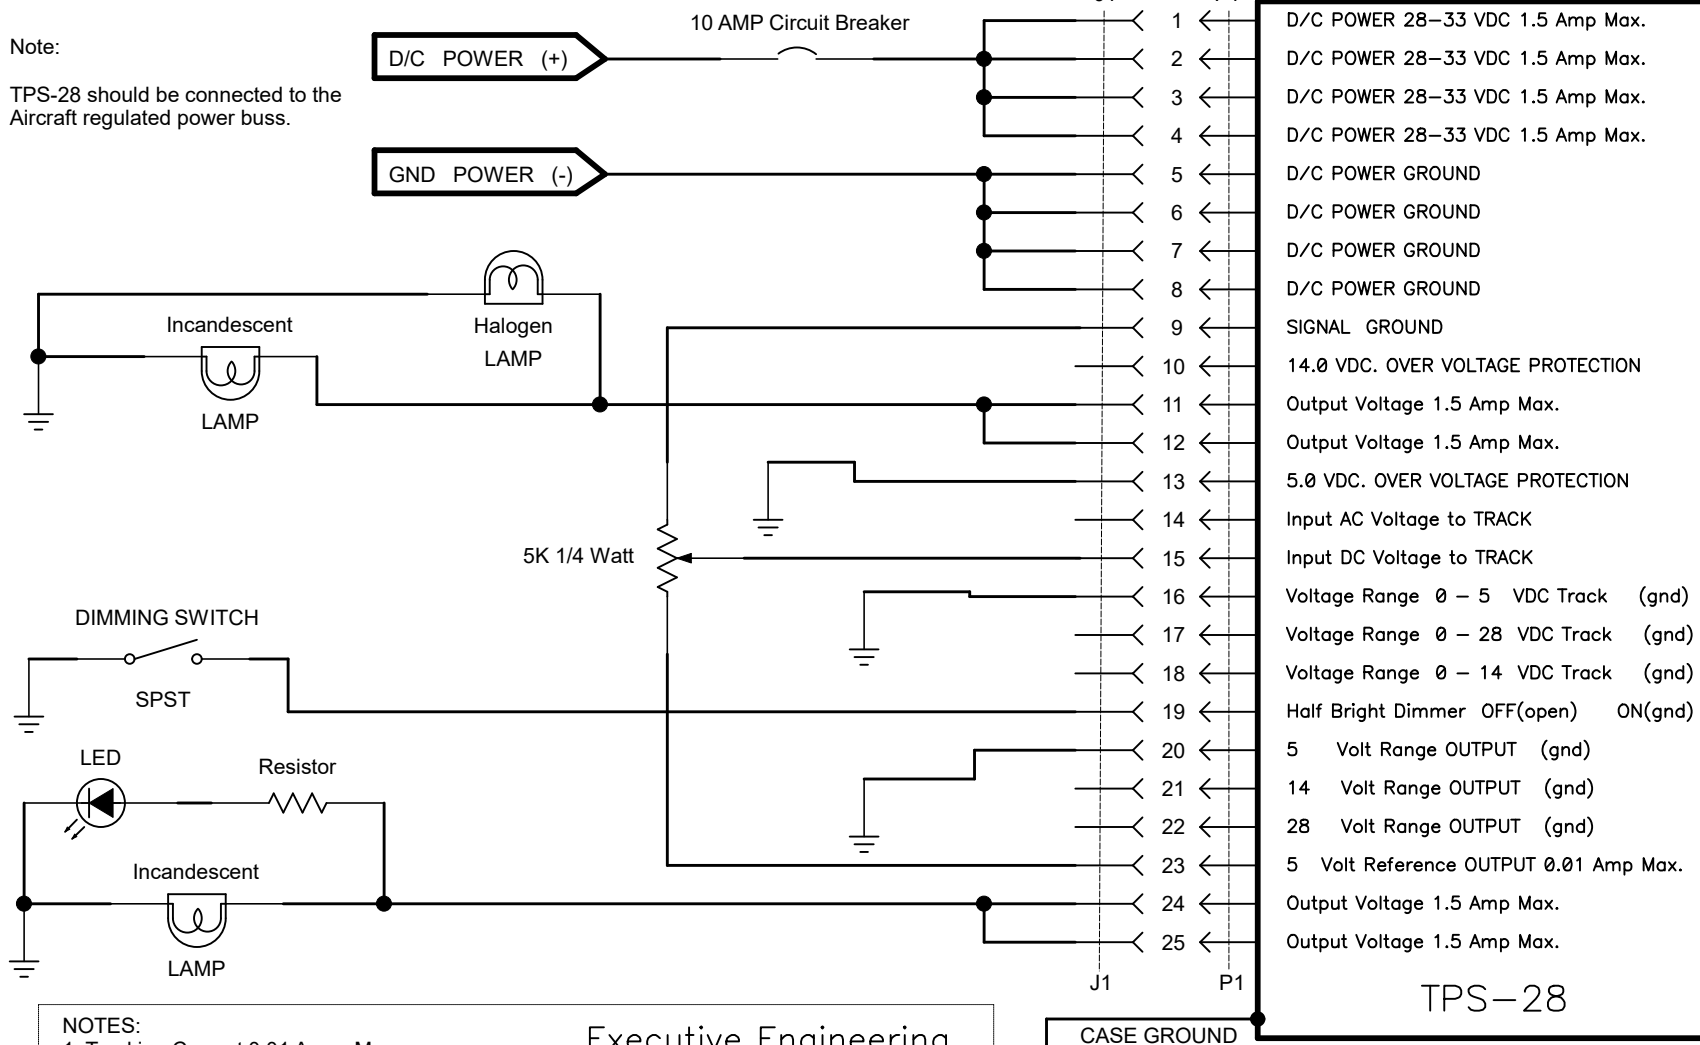 10 AMP Circuit Breaker
Note:
D/C POWER (+)
TPS-28 should be connected to the
Aircraft regulated power buss.
GND POWER (-)
Incandescent
LAMP
Halogen
LAMP
5K 1/4 Watt
DIMMING SWITCH
SPST
LED
Resistor
Incandescent
LAMP
1 D/C POWER 28-33 VDC 1.5 Amp Max.
2 D/C POWER 28-33 VDC 1.5 Amp Max.
3 D/C POWER 28-33 VDC 1.5 Amp Max.
4 D/C POWER 28-33 VDC 1.5 Amp Max.
5 D/C POWER GROUND
6 D/C POWER GROUND
7 D/C POWER GROUND
8 D/C POWER GROUND
9 SIGNAL GROUND
10 14.0 VDC. OVER VOLTAGE PROTECTION
11 Output Voltage 1.5 Amp Max.
12 Output Voltage 1.5 Amp Max.
13 5.0 VDC. OVER VOLTAGE PROTECTION
14 Input AC Voltage to TRACK
15 Input DC Voltage to TRACK
16 Voltage Range 0 - 5 VDC Track (gnd)
17 Voltage Range 0 - 28 VDC Track (gnd)
18 Voltage Range 0 - 14 VDC Track (gnd)
19 Half Bright Dimmer OFF(open) ON(gnd)
20 5 Volt Range OUTPUT (gnd)
21 14 Volt Range OUTPUT (gnd)
22 28 Volt Range OUTPUT (gnd)
23 5 Volt Reference OUTPUT 0.01 Amp Max.
24 Output Voltage 1.5 Amp Max.
25 Output Voltage 1.5 Amp Max.
J1 P1
TPS-28
CASE GROUND
NOTES:
Executive Engineering